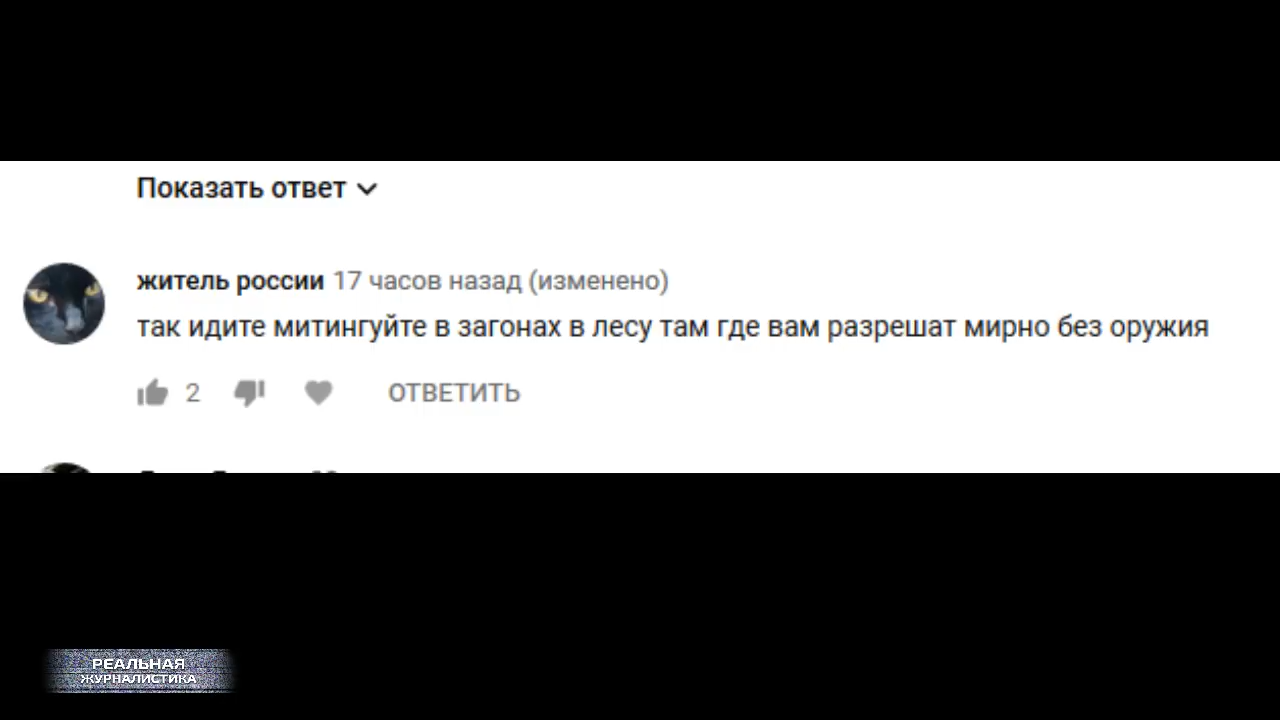 Показать ответ
житель россии 17 часов назад (изменено)
так идите митингуйте в загонах в лесу там где вам разрешат мирно без оружия
2 ОТВЕТИТЬ
РЕАЛЬНАЯ
ЖУРНАЛИСТИКА